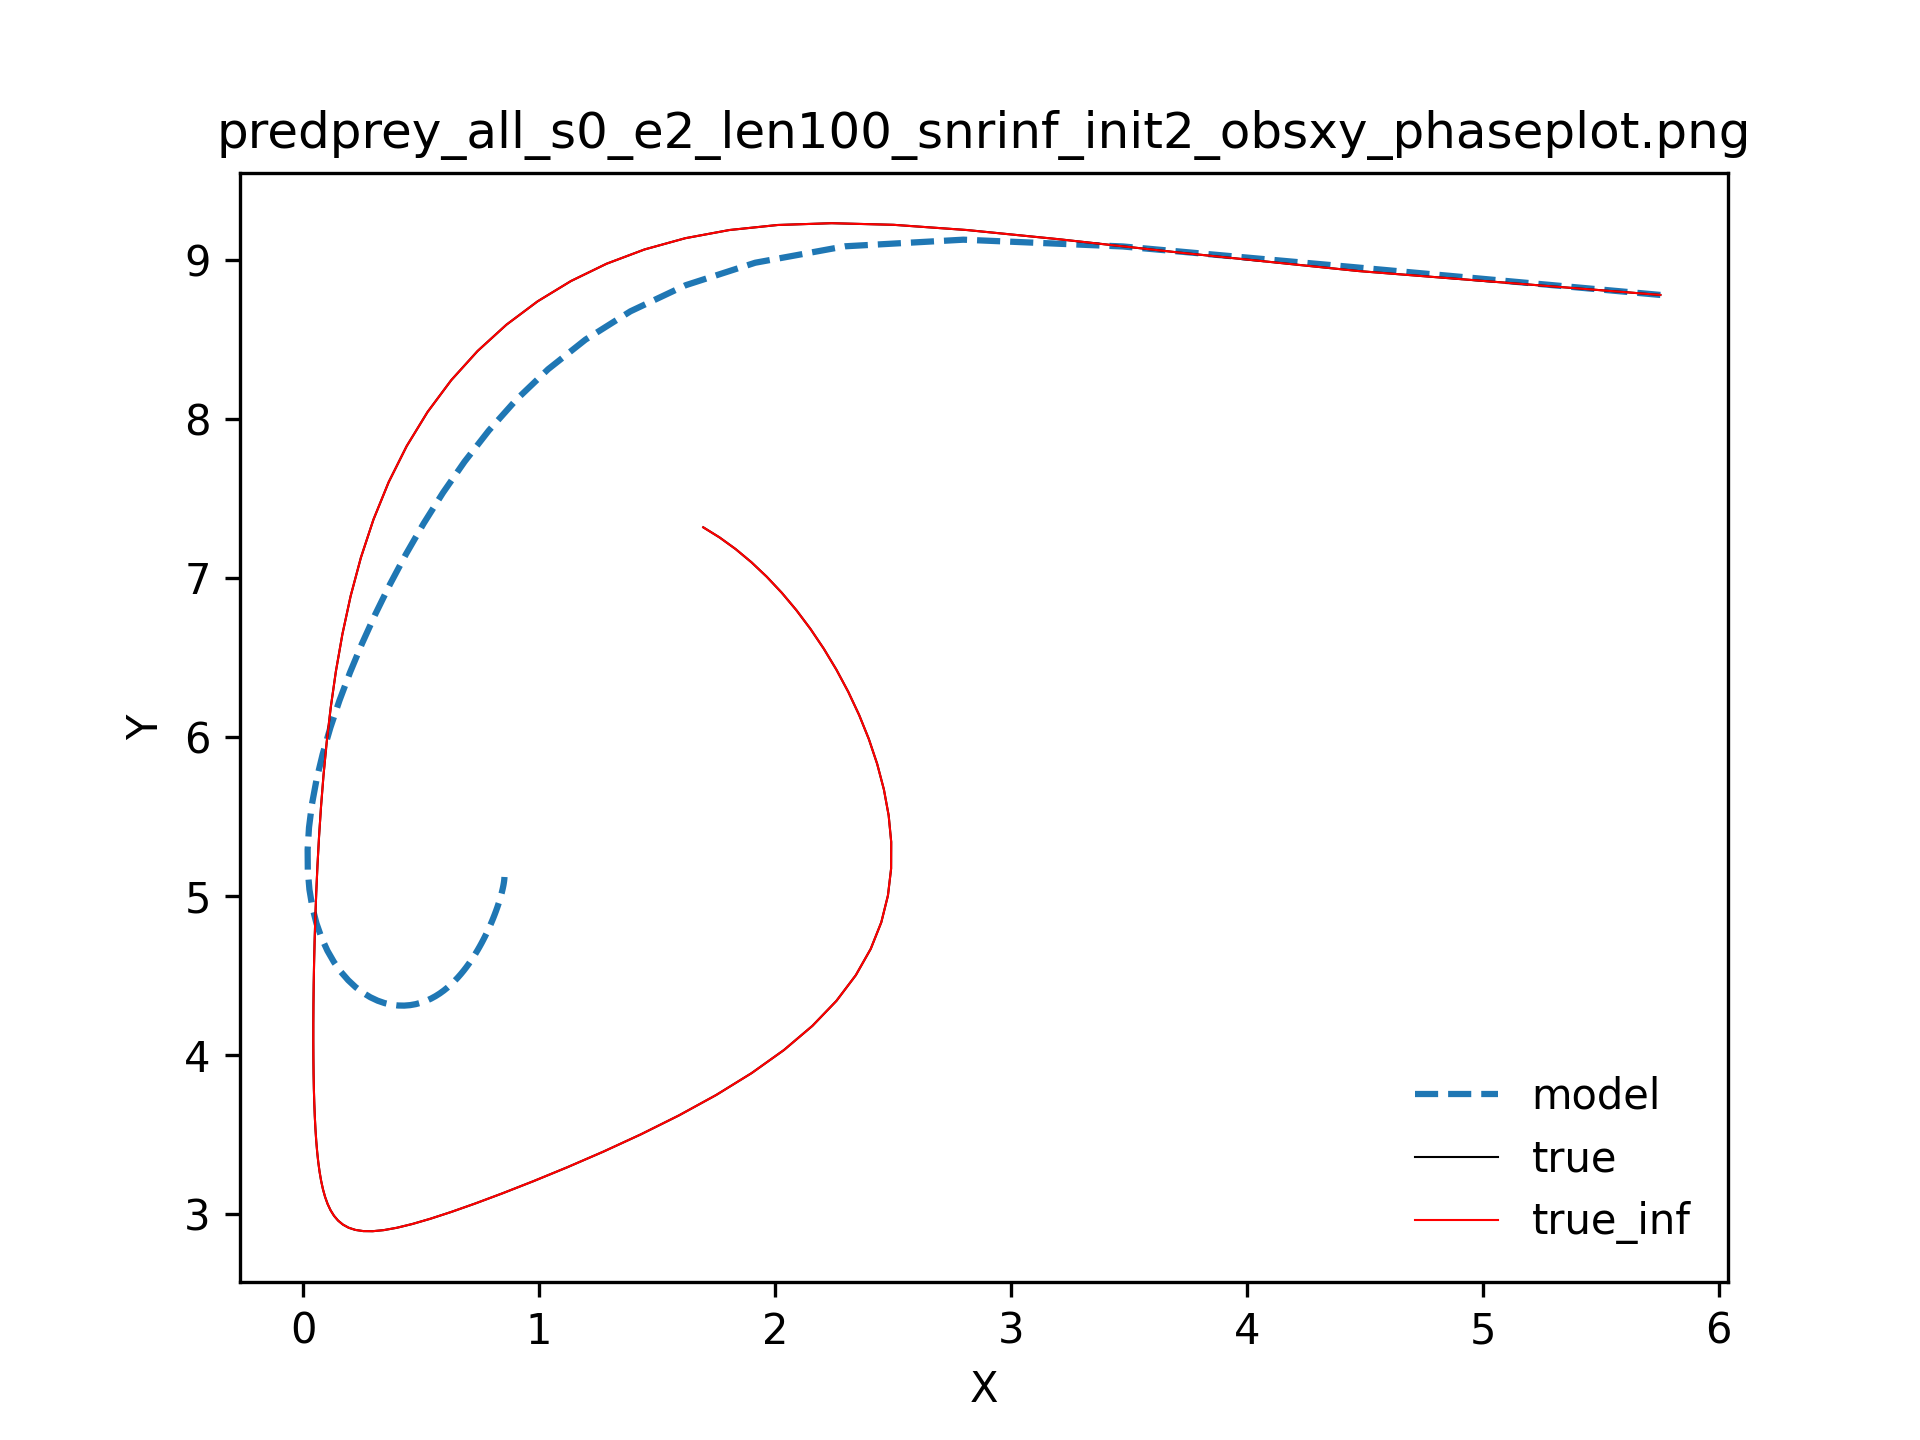 predprey_all_s0_e2_len100_snrinf_init2_obsxy_phaseplot.png
9
8
7
6
5
4
3
Y
model
true
true_inf
0 1 2 3 4 5 6
X